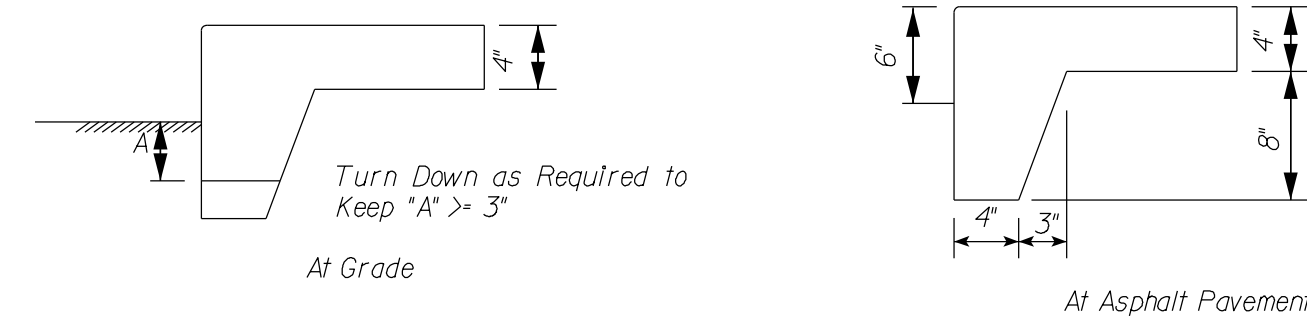 4"
A
Turn Down as Required to
Keep "A" >= 3"
At Grade
6"
4"
8"
4"
3"
At Asphalt Pavement